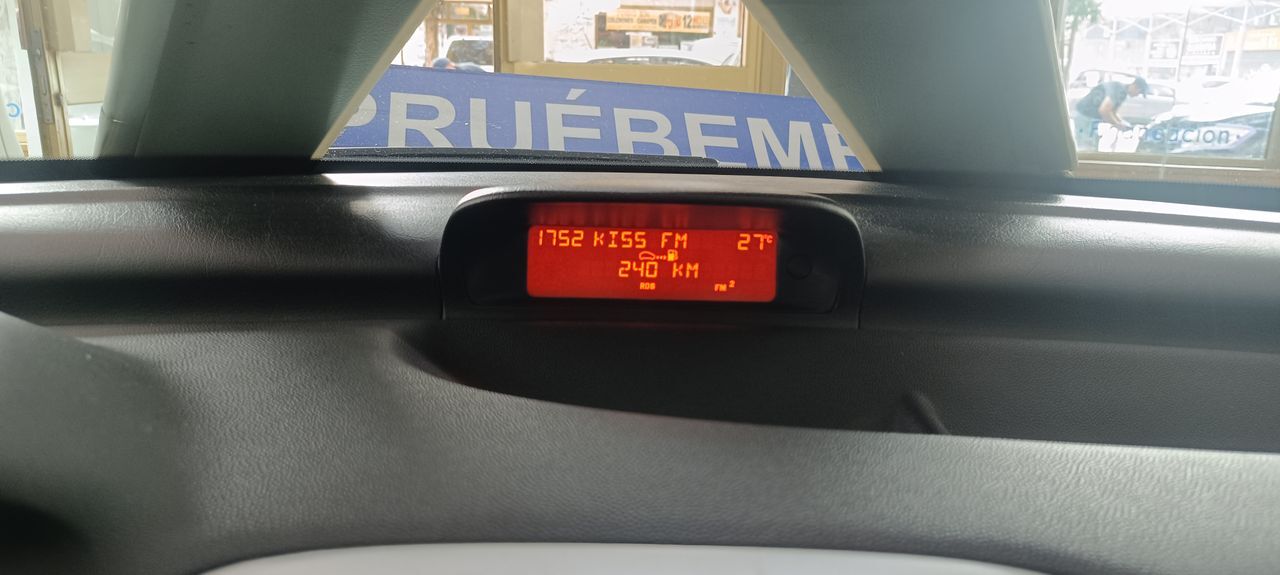 PRUÉBEME
1752 KISS FM 27°C
240 KM
RDS FM 2